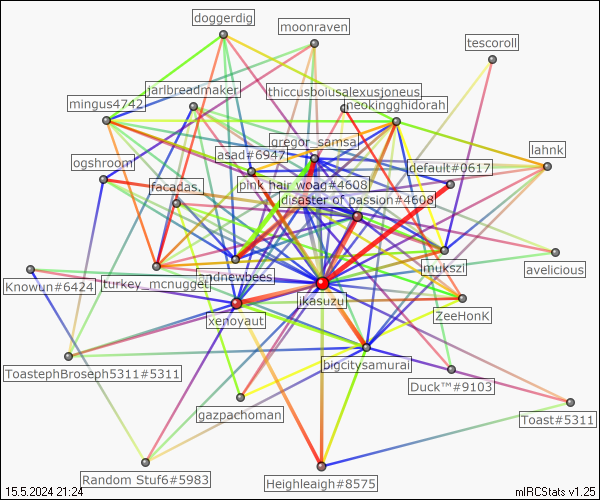 doggerdig
moonraven
tescoroll
jarlbreadmaker
thiccusbousalexusjoneus
mingus4742
neokingghidorah
gregor_samsa
lahnk
asad#6947
ogshroom
default#0617
pink hair woag#4608
facadas.
disaster of passion#4608
mukszi
avelicious
Knowun#6424
turkey_mcnugget
andnewbees
ikasuzu
ZeeHonK
xenoyaut
bigcitysamurai
ToastephBroseph5311#5311
Duck™#9103
gazpachoman
Toast#5311
Random Stuf6#5983
Heighleaigh#8575
15.5.2024 21:24
mIRCStats v1.25